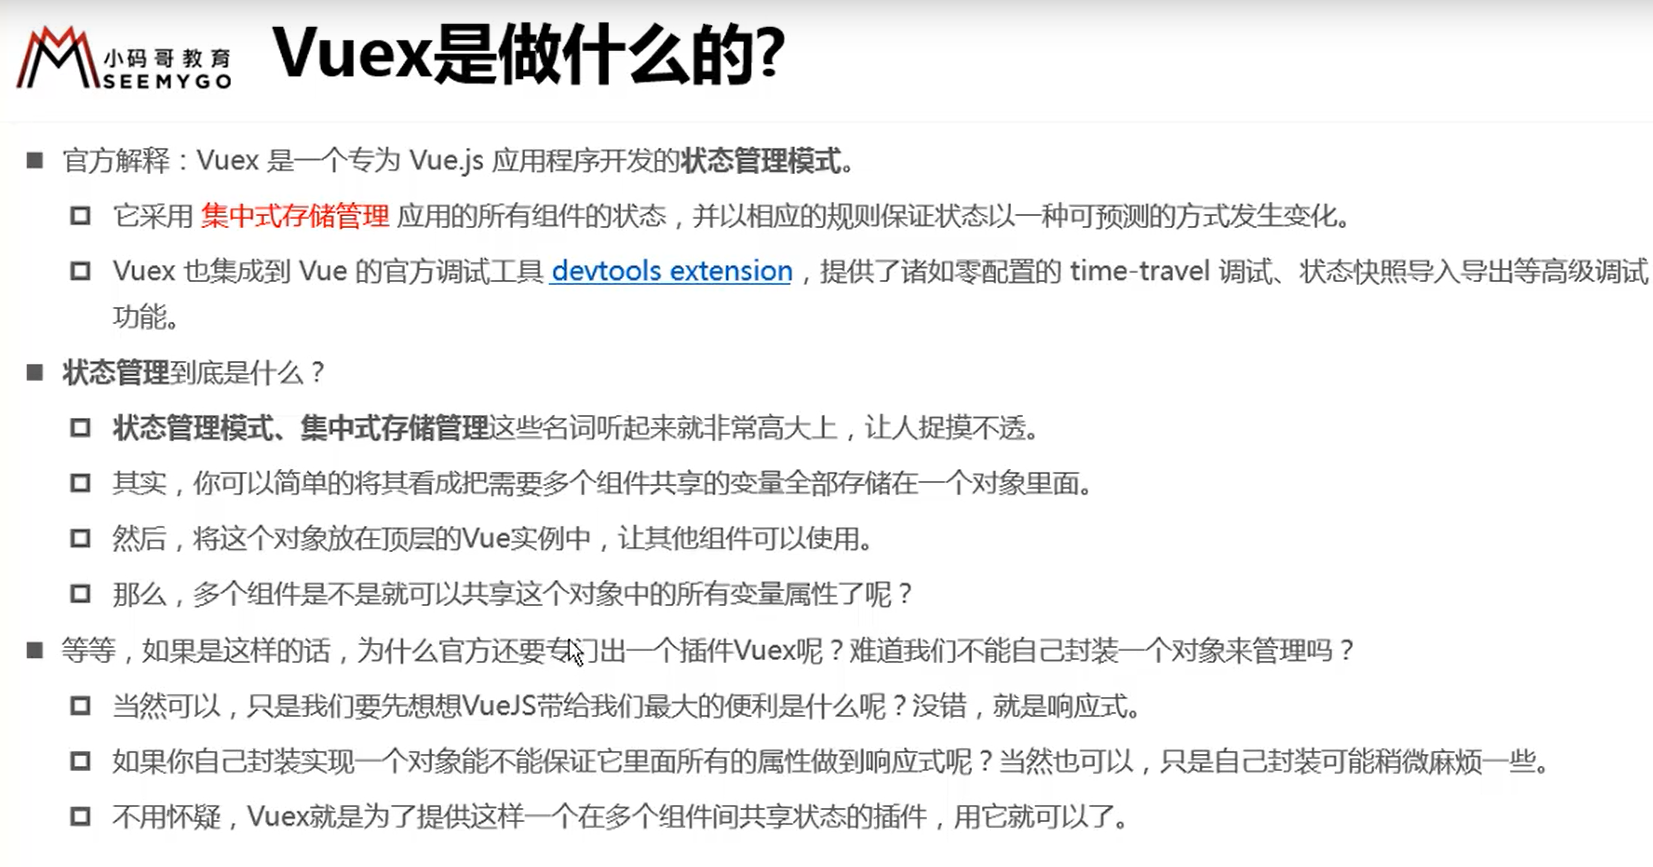 小码哥教育
SEEMYGO
Vuex是做什么的?
官方解释：Vuex 是一个专为 Vue.js 应用程序开发的状态管理模式。
它采用 集中式存储管理 应用的所有组件的状态，并以相应的规则保证状态以一种可预测的方式发生变化。
Vuex 也集成到 Vue 的官方调试工具 devtools extension，提供了诸如零配置的 time-travel 调试、状态快照导入导出等高级调试
功能。
状态管理到底是什么？
状态管理模式、集中式存储管理这些名词听起来就非常高大上，让人捉摸不透。
其实，你可以简单的将其看成把需要多个组件共享的变量全部存储在一个对象里面。
然后，将这个对象放在顶层的Vue实例中，让其他组件可以使用。
那么，多个组件是不是就可以共享这个对象中的所有变量属性了呢？
等等，如果是这样的话，为什么官方还要专门出一个插件Vuex呢？难道我们不能自己封装一个对象来管理吗？
当然可以，只是我们要先想想VueJS带给我们最大的便利是什么呢？没错，就是响应式。
如果你自己封装实现一个对象能不能保证它里面所有的属性做到响应式呢？当然也可以，只是自己封装可能稍微麻烦一些。
不用怀疑，Vuex就是为了提供这样一个在多个组件间共享状态的插件，用它就可以了。